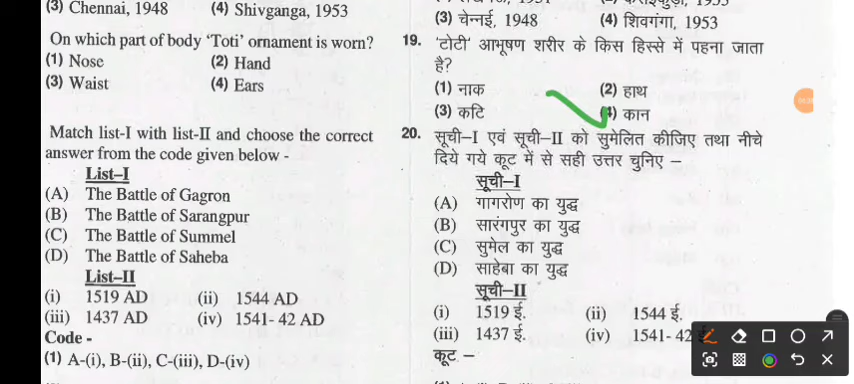 (3) Chennai, 1948 (4) Shivganga, 1953
On which part of body 'Toti' ornament is worn?
(1) Nose (2) Hand
(3) Waist (4) Ears
Match list-I with list-II and choose the correct
answer from the code given below -
List–I
(A) The Battle of Gagron
(B) The Battle of Sarangpur
(C) The Battle of Summel
(D) The Battle of Saheba
List–II
(i) 1519 AD (ii) 1544 AD
(iii) 1437 AD (iv) 1541- 42 AD
Code -
(1) A-(i), B-(ii), C-(iii), D-(iv)
(3) चेन्नई, 1948 (4) शिवगंगा, 1953
19. 'टोटी' आभूषण शरीर के किस हिस्से में पहना जाता
है?
(1) नाक (2) हाथ
(3) कटि (4) कान
20. सूची–I एवं सूची–II को सुमेलित कीजिए तथा नीचे
दिये गये कूट में से सही उत्तर चुनिए –
सूची–I
(A) गागरोण का युद्ध
(B) सारंगपुर का युद्ध
(C) सुमेल का युद्ध
(D) साहेबा का युद्ध
सूची–II
(i) 1519 ई. (ii) 1544 ई.
(iii) 1437 ई. (iv) 1541- 42 ई.
कूट –